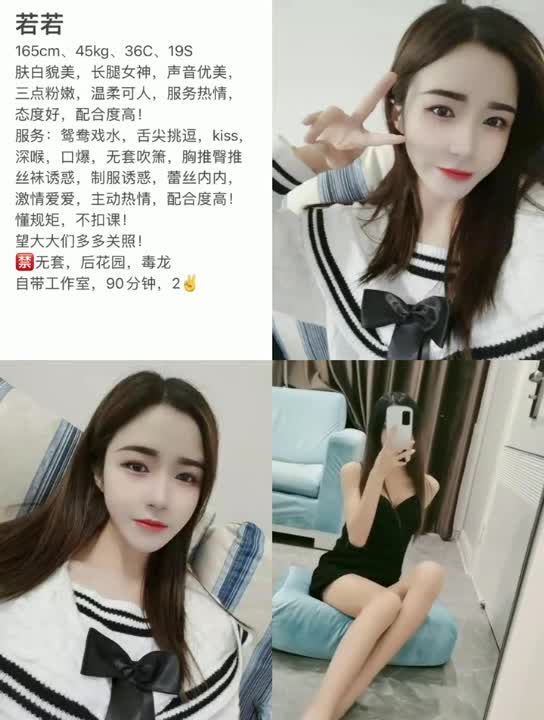 若若
165cm、45kg、36C、19S
肤白貌美，长腿女神，声音优美，
三点粉嫩，温柔可人，服务热情，
态度好，配合度高！
服务：鸳鸯戏水，舌尖挑逗，kiss，
深喉，口爆，无套吹箫，胸推臀推
丝袜诱惑，制服诱惑，蕾丝内内，
激情爱爱，主动热情，配合度高！
懂规矩，不扣课！
望大大们多多关照！
🈲无套，后花园，毒龙
自带工作室，90分钟，2✌️